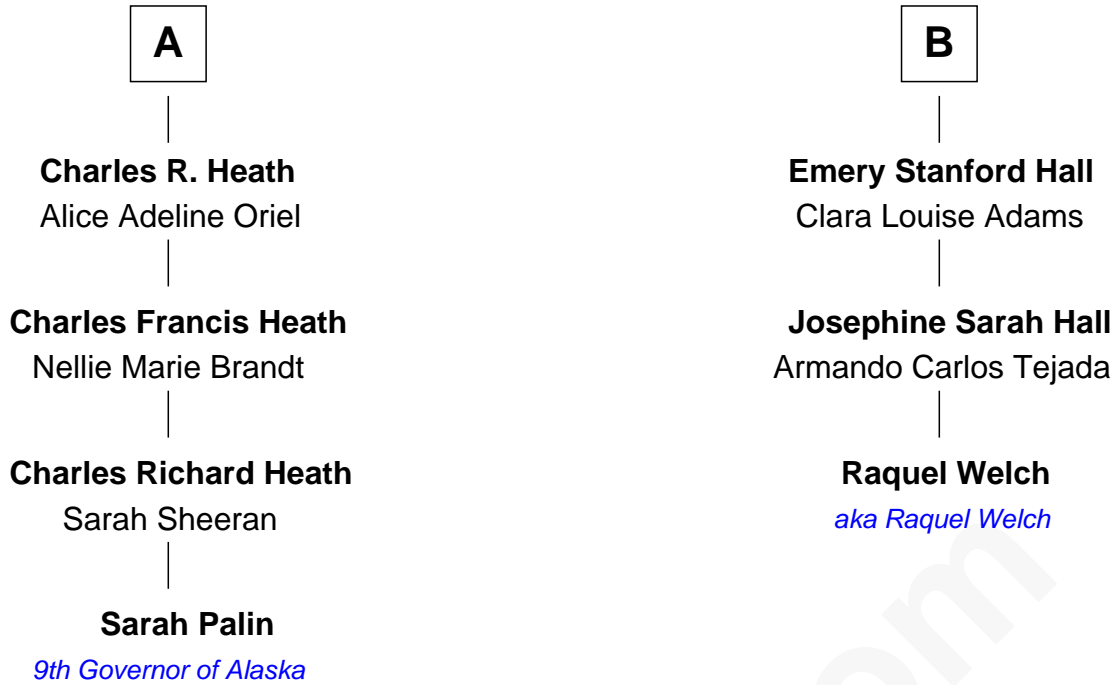 A
Charles R. Heath
Alice Adeline Oriel
Charles Francis Heath
Nellie Marie Brandt
Charles Richard Heath
Sarah Sheeran
Sarah Palin
9th Governor of Alaska
B
Emery Stanford Hall
Clara Louise Adams
Josephine Sarah Hall
Armando Carlos Tejada
Raquel Welch
aka Raquel Welch
om